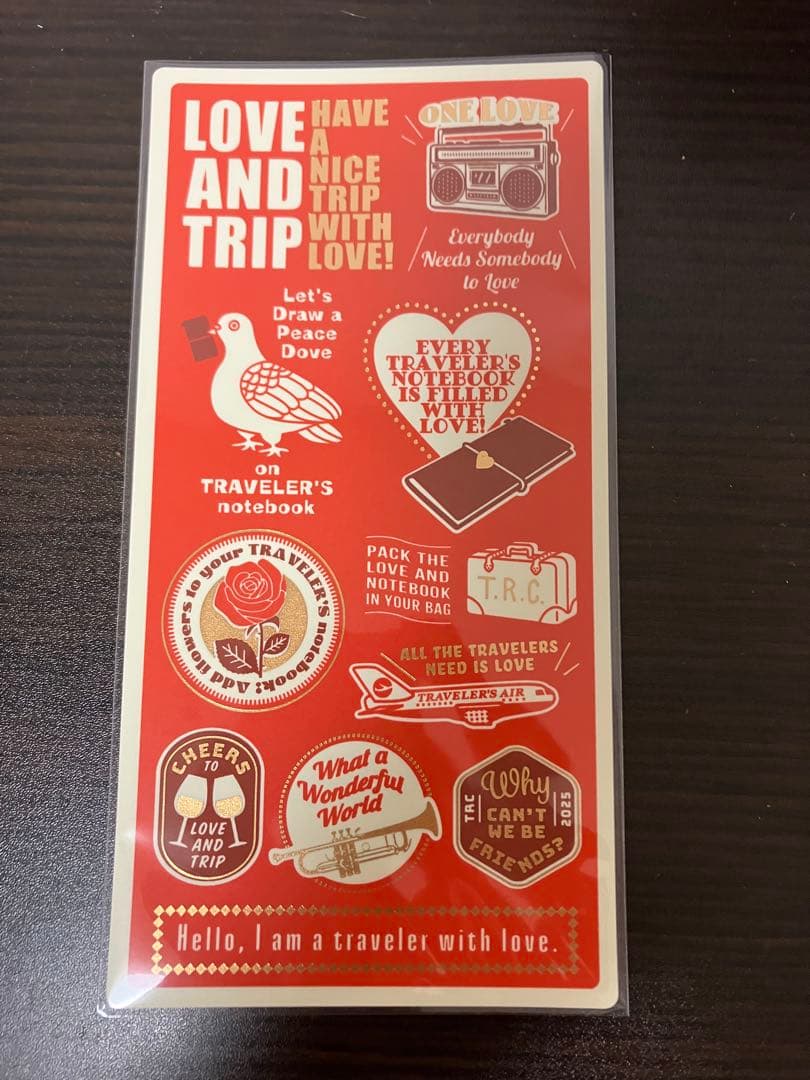 LOVE
AND
TRIP
HAVE
A
NICE
TRIP
WITH
LOVE!
ONE LOVE
Everybody
Needs Somebody
to Love
Let's
Draw a
Peace
Dove
on
TRAVELER'S
notebook
EVERY
TRAVELER'S
NOTEBOOK
IS FILLED
WITH
LOVE!
Add flowers to your TRAVELER'S notebook!
PACK THE
LOVE AND
NOTEBOOK
IN YOUR BAG
T.R.C.
ALL THE TRAVELERS
NEED IS LOVE
TRAVELER'S AIR
CHEERS
TO
LOVE
AND
TRIP
What a
Wonderful
World
TRC
Why
CAN'T
WE BE
FRIENDS?
2025
Hello, I am a traveler with love.